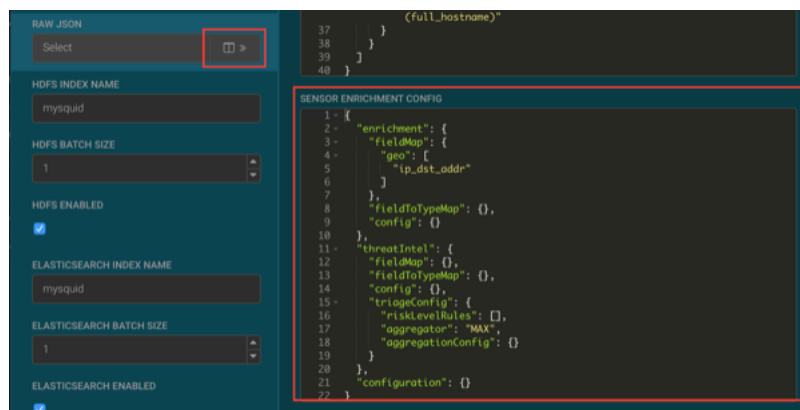 RAW JSON
Select
HDFS INDEX NAME
mysquid
HDFS BATCH SIZE
1
HDFS ENABLED
ELASTICSEARCH INDEX NAME
mysquid
ELASTICSEARCH BATCH SIZE
1
ELASTICSEARCH ENABLED
(full_hostname)"
37 }
38 }
39 ]
40 }
SENSOR ENRICHMENT CONFIG
1 {
2 "enrichment": {
3 "fieldMap": {
4 "geo": [
5 "ip_dst_addr"
6 ]
7 },
8 "fieldToTypeMap": {},
9 "config": {}
10 },
11 "threatIntel": {
12 "fieldMap": {},
13 "fieldToTypeMap": {},
14 "config": {},
15 "triageConfig": {
16 "riskLevelRules": [],
17 "aggregator": "MAX",
18 "aggregationConfig": {}
19 }
20 },
21 "configuration": {}
22 }